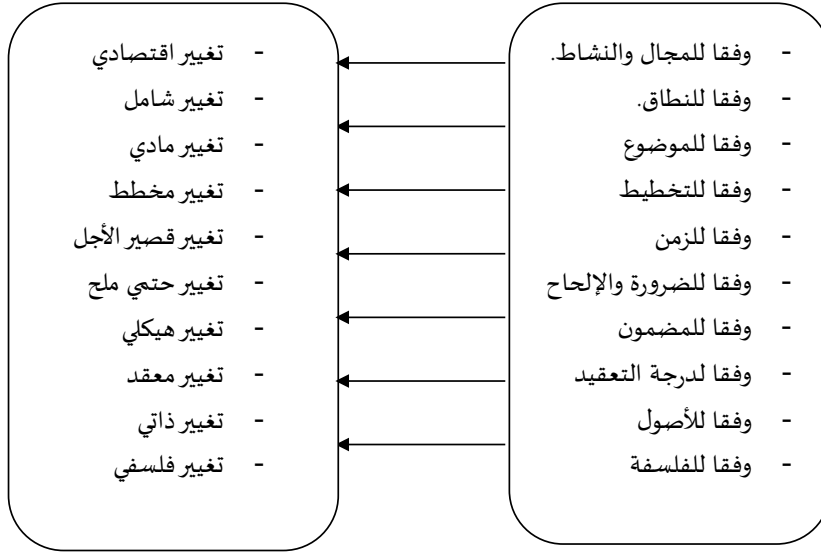 - وفقا للمجال والنشاط.
- وفقا للنطاق.
- وفقا للموضوع
- وفقا للتخطيط
- وفقا للزمن
- وفقا للضرورة والإلحاح
- وفقا للمضمون
- وفقا لدرجة التعقيد
- وفقا للأصول
- وفقا للفلسفة
- تغيير اقتصادي
- تغيير شامل
- تغيير مادي
- تغيير مخطط
- تغيير قصير الأجل
- تغيير حتمي ملح
- تغيير هيكلي
- تغيير معقد
- تغيير ذاتي
- تغيير فلسفي